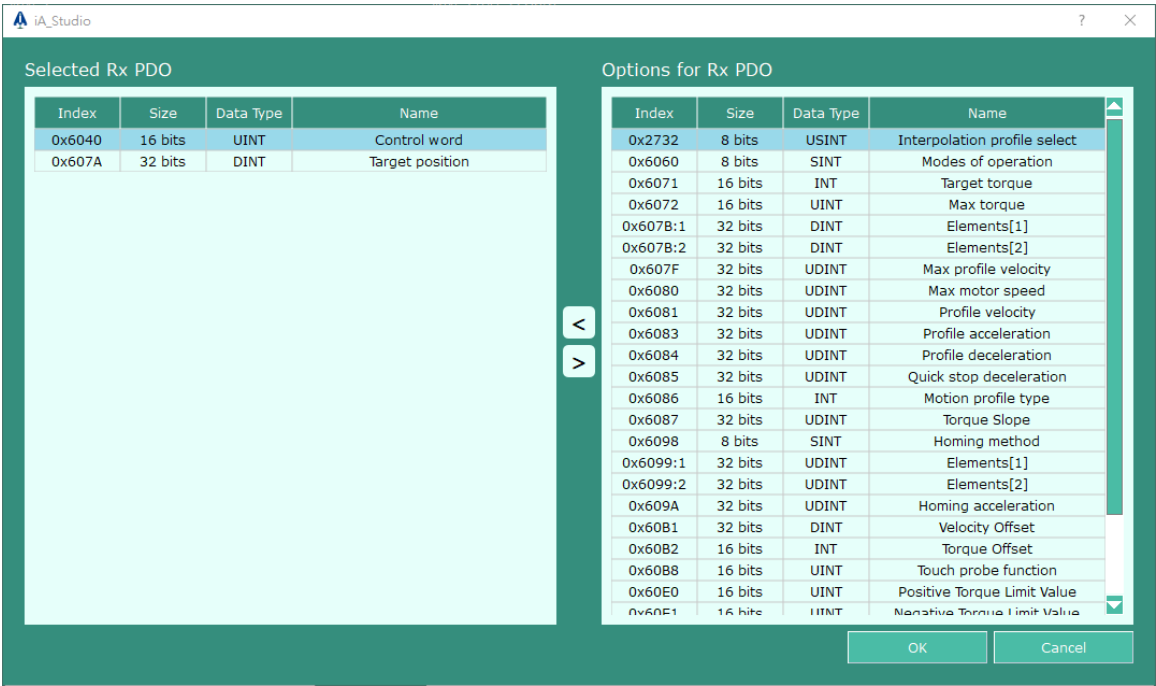 iA_Studio
Selected Rx PDO
Index Size Data Type Name
0x6040 16 bits UINT Control word
0x607A 32 bits DINT Target position
<
>
Options for Rx PDO
Index Size Data Type Name
0x2732 8 bits USINT Interpolation profile select
0x6060 8 bits SINT Modes of operation
0x6071 16 bits INT Target torque
0x6072 16 bits UINT Max torque
0x607B:1 32 bits DINT Elements[1]
0x607B:2 32 bits DINT Elements[2]
0x607F 32 bits UDINT Max profile velocity
0x6080 32 bits UDINT Max motor speed
0x6081 32 bits UDINT Profile velocity
0x6083 32 bits UDINT Profile acceleration
0x6084 32 bits UDINT Profile deceleration
0x6085 32 bits UDINT Quick stop deceleration
0x6086 16 bits INT Motion profile type
0x6087 32 bits UDINT Torque Slope
0x6098 8 bits SINT Homing method
0x6099:1 32 bits UDINT Elements[1]
0x6099:2 32 bits UDINT Elements[2]
0x609A 32 bits UDINT Homing acceleration
0x60B1 32 bits DINT Velocity Offset
0x60B2 16 bits INT Torque Offset
0x60B8 16 bits UINT Touch probe function
0x60E0 16 bits UINT Positive Torque Limit Value
0x60E1 16 bits UINT Negative Torque Limit Value
OK Cancel